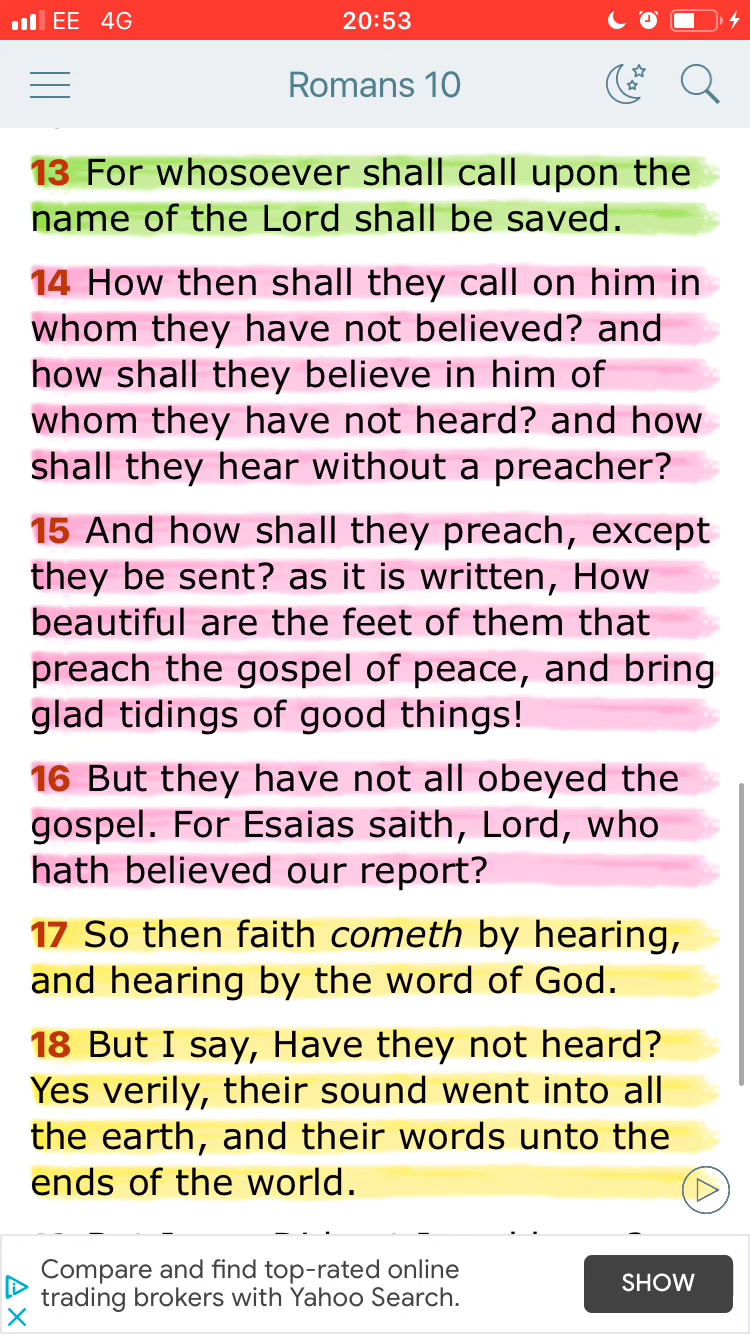 EE 4G 20:53
Romans 10
13 For whosoever shall call upon the
name of the Lord shall be saved.
14 How then shall they call on him in
whom they have not believed? and
how shall they believe in him of
whom they have not heard? and how
shall they hear without a preacher?
15 And how shall they preach, except
they be sent? as it is written, How
beautiful are the feet of them that
preach the gospel of peace, and bring
glad tidings of good things!
16 But they have not all obeyed the
gospel. For Esaias saith, Lord, who
hath believed our report?
17 So then faith cometh by hearing,
and hearing by the word of God.
18 But I say, Have they not heard?
Yes verily, their sound went into all
the earth, and their words unto the
ends of the world.
Compare and find top-rated online
trading brokers with Yahoo Search.
SHOW